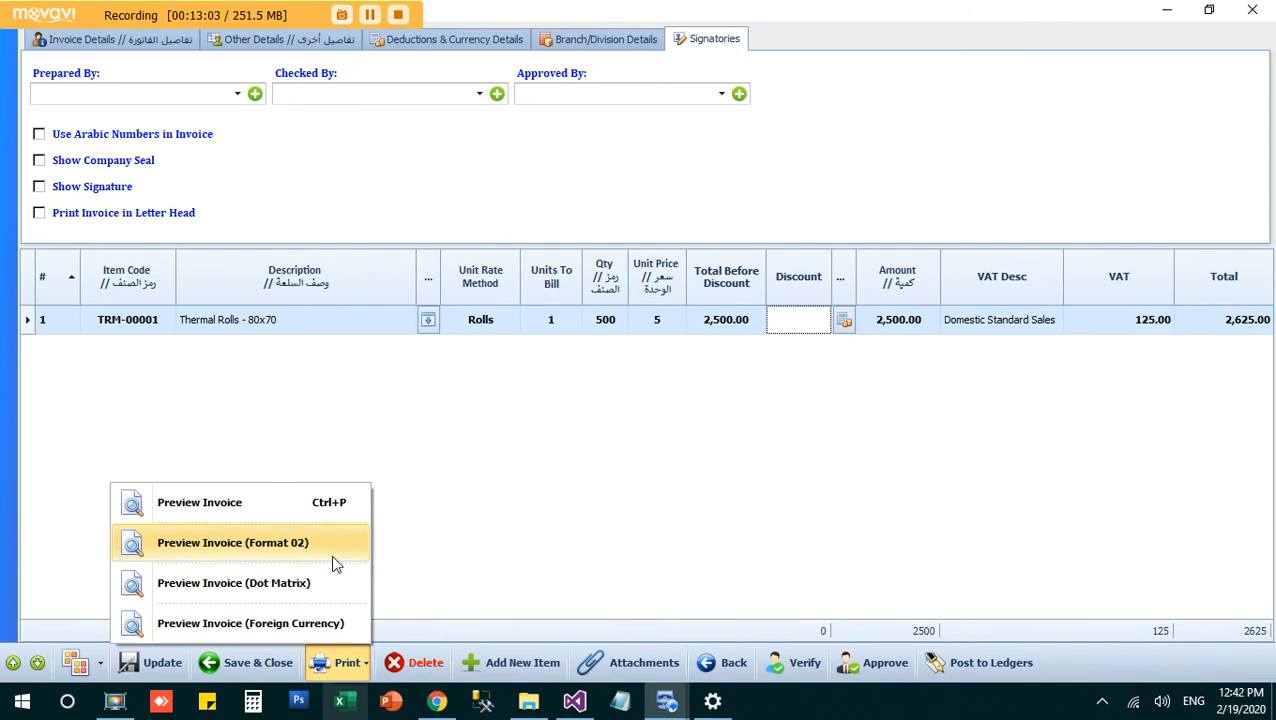 movavi Recording [00:13:03 / 251.5 MB]
Invoice Details // تفاصيل الفاتورة Other Details // تفاصيل أخرى Deductions & Currency Details Branch/Division Details Signatories
Prepared By: Checked By: Approved By:
Use Arabic Numbers in Invoice
Show Company Seal
Show Signature
Print Invoice in Letter Head
# Item Code // رمز الصنف Description // وصف السلعة ... Unit Rate Method Units To Bill Qty // رمز الصنف Unit Price // سعر الوحدة Total Before Discount Discount ... Amount // كمية VAT Desc VAT Total
1 TRM-00001 Thermal Rolls - 80x70 Rolls 1 500 5 2,500.00 2,500.00 Domestic Standard Sales 125.00 2,625.00
Preview Invoice Ctrl+P
Preview Invoice (Format 02)
Preview Invoice (Dot Matrix)
Preview Invoice (Foreign Currency)
0 2500 125 2625
Update Save & Close Print Delete Add New Item Attachments Back Verify Approve Post to Ledgers
Ps ENG 12:42 PM
2/19/2020